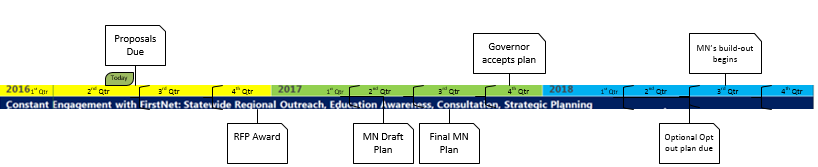 Proposals
Due
Governor
accepts plan
MN's build-out
begins
Today
2016 1st Qtr 2nd Qtr 3rd Qtr 4th Qtr 2017 1st Qtr 2nd Qtr 3rd Qtr 4th Qtr 2018 1st Qtr 2nd Qtr 3rd Qtr 4th Qtr
Constant Engagement with FirstNet: Statewide Regional Outreach, Education Awareness, Consultation, Strategic Planning
RFP Award
MN Draft
Plan
Final MN
Plan
Optional Opt
out plan due